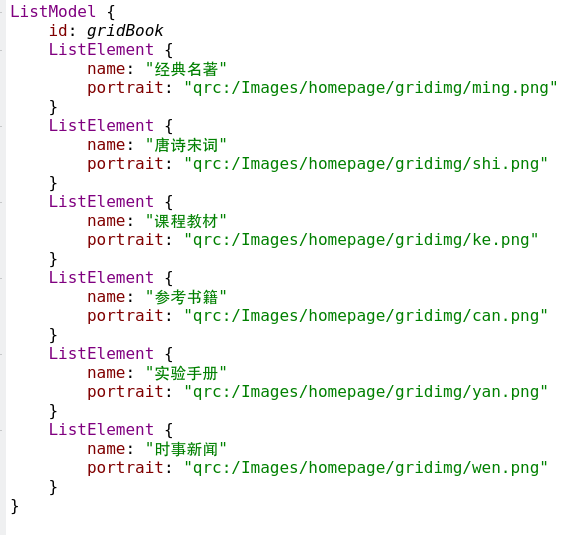 ListModel {
    id: gridBook
    ListElement {
        name: "经典名著"
        portrait: "qrc:/Images/homepage/gridimg/ming.png"
    }
    ListElement {
        name: "唐诗宋词"
        portrait: "qrc:/Images/homepage/gridimg/shi.png"
    }
    ListElement {
        name: "课程教材"
        portrait: "qrc:/Images/homepage/gridimg/ke.png"
    }
    ListElement {
        name: "参考书籍"
        portrait: "qrc:/Images/homepage/gridimg/can.png"
    }
    ListElement {
        name: "实验手册"
        portrait: "qrc:/Images/homepage/gridimg/yan.png"
    }
    ListElement {
        name: "时事新闻"
        portrait: "qrc:/Images/homepage/gridimg/wen.png"
    }
}